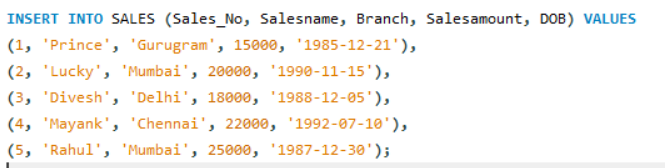 INSERT INTO SALES (Sales_No, Salesname, Branch, Salesamount, DOB) VALUES
(1, 'Prince', 'Gurugram', 15000, '1985-12-21'),
(2, 'Lucky', 'Mumbai', 20000, '1990-11-15'),
(3, 'Divesh', 'Delhi', 18000, '1988-12-05'),
(4, 'Mayank', 'Chennai', 22000, '1992-07-10'),
(5, 'Rahul', 'Mumbai', 25000, '1987-12-30');